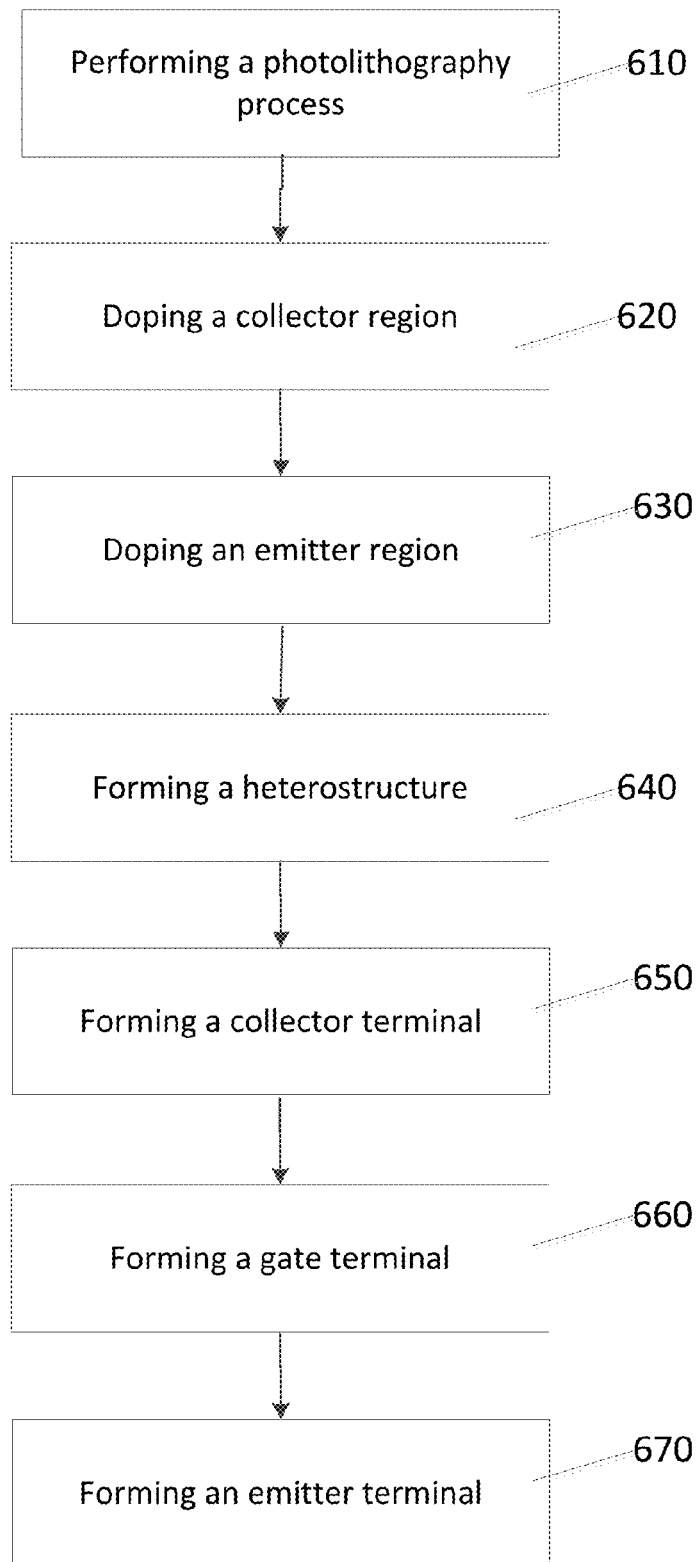 Performing a photolithography
process
610
Doping a collector region
620
Doping an emitter region
630
Forming a heterostructure
640
Forming a collector terminal
650
Forming a gate terminal
660
Forming an emitter terminal
670